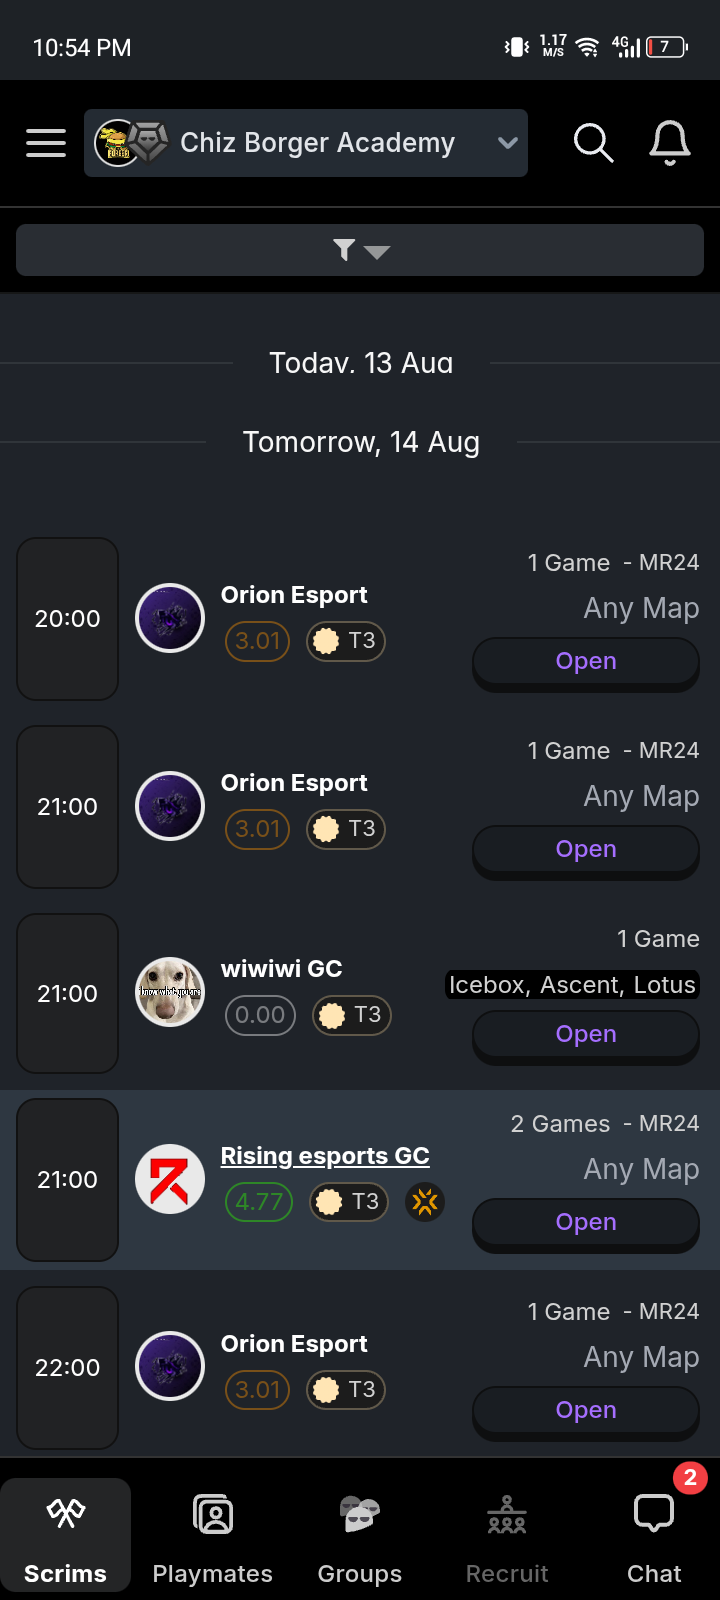 10:54 PM
1.17
M/S
4G
7
Chiz Borger Academy
Today, 13 Aug
Tomorrow, 14 Aug
20:00
Orion Esport
3.01
T3
1 Game - MR24
Any Map
Open
21:00
Orion Esport
3.01
T3
1 Game - MR24
Any Map
Open
21:00
I know what you are
wiwiwi GC
0.00
T3
1 Game
Icebox, Ascent, Lotus
Open
21:00
Rising esports GC
4.77
T3
2 Games - MR24
Any Map
Open
22:00
Orion Esport
3.01
T3
1 Game - MR24
Any Map
Open
2
Scrims
Playmates
Groups
Recruit
Chat